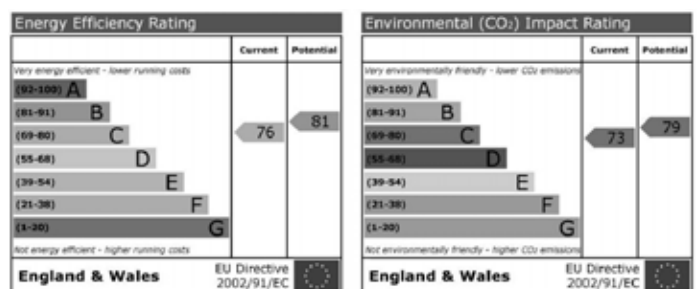 Energy Efficiency Rating
Current Potential
Very energy efficient - lower running costs
(92-100) A
(81-91) B
(69-80) C
(55-68) D
(39-54) E
(21-38) F
(1-20) G
76
81
Not energy efficient - higher running costs
England & Wales
EU Directive
2002/91/EC
Environmental (CO₂) Impact Rating
Current Potential
Very environmentally friendly - lower CO₂ emissions
(92-100) A
(81-91) B
(69-80) C
(55-68) D
(39-54) E
(21-38) F
(1-20) G
73
79
Not environmentally friendly - higher CO₂ emissions
England & Wales
EU Directive
2002/91/EC